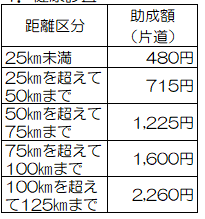 距離区分 助成額
（片道）
25㎞未満 480円
25㎞を超えて
50㎞まで 715円
50㎞を超えて
75㎞まで 1,225円
75㎞を超えて
100㎞まで 1,600円
100㎞を超え
て125㎞まで 2,260円